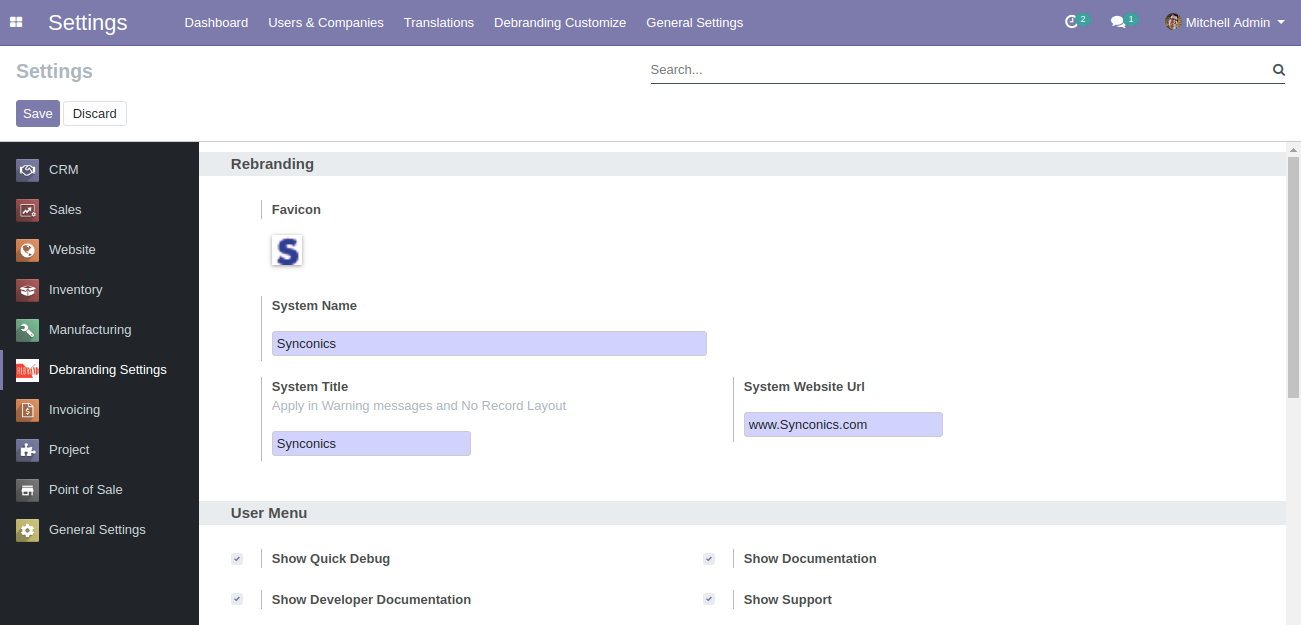 Settings Dashboard Users & Companies Translations Debranding Customize General Settings 2 1 Mitchell Admin
Settings
Search...
Save Discard
CRM
Sales
Website
Inventory
Manufacturing
Debranding Settings
Invoicing
Project
Point of Sale
General Settings
Rebranding
Favicon
S
System Name
Synconics
System Title
Apply in Warning messages and No Record Layout
Synconics
System Website Url
www.Synconics.com
User Menu
Show Quick Debug
Show Documentation
Show Developer Documentation
Show Support